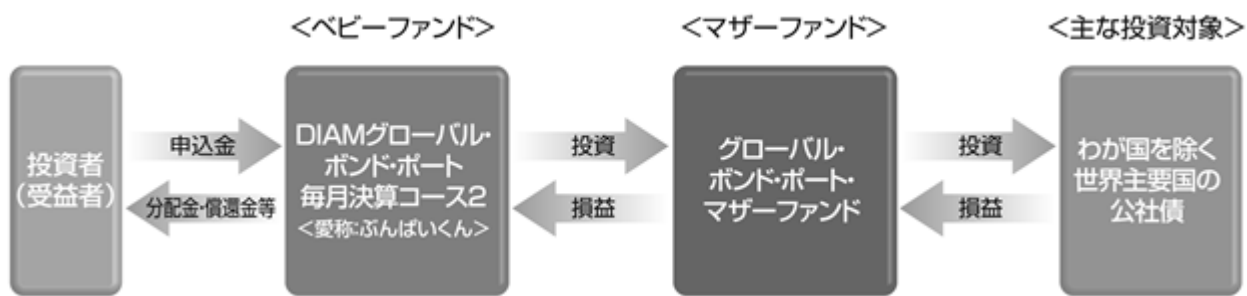 <ベビーファンド>
<マザーファンド>
<主な投資対象>
投資者
(受益者)
申込金
分配金・償還金等
DIAMグローバル・
ボンド・ポート
毎月決算コース2
<愛称:ぶんぱいくん>
投資
損益
グローバル・
ボンド・ポート・
マザーファンド
投資
損益
わが国を除く
世界主要国の
公社債